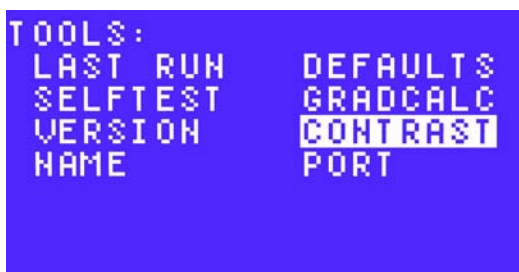 TOOLS:
LAST RUN DEFAULTS
SELFTEST GRADCALC
VERSION CONTRAST
NAME PORT